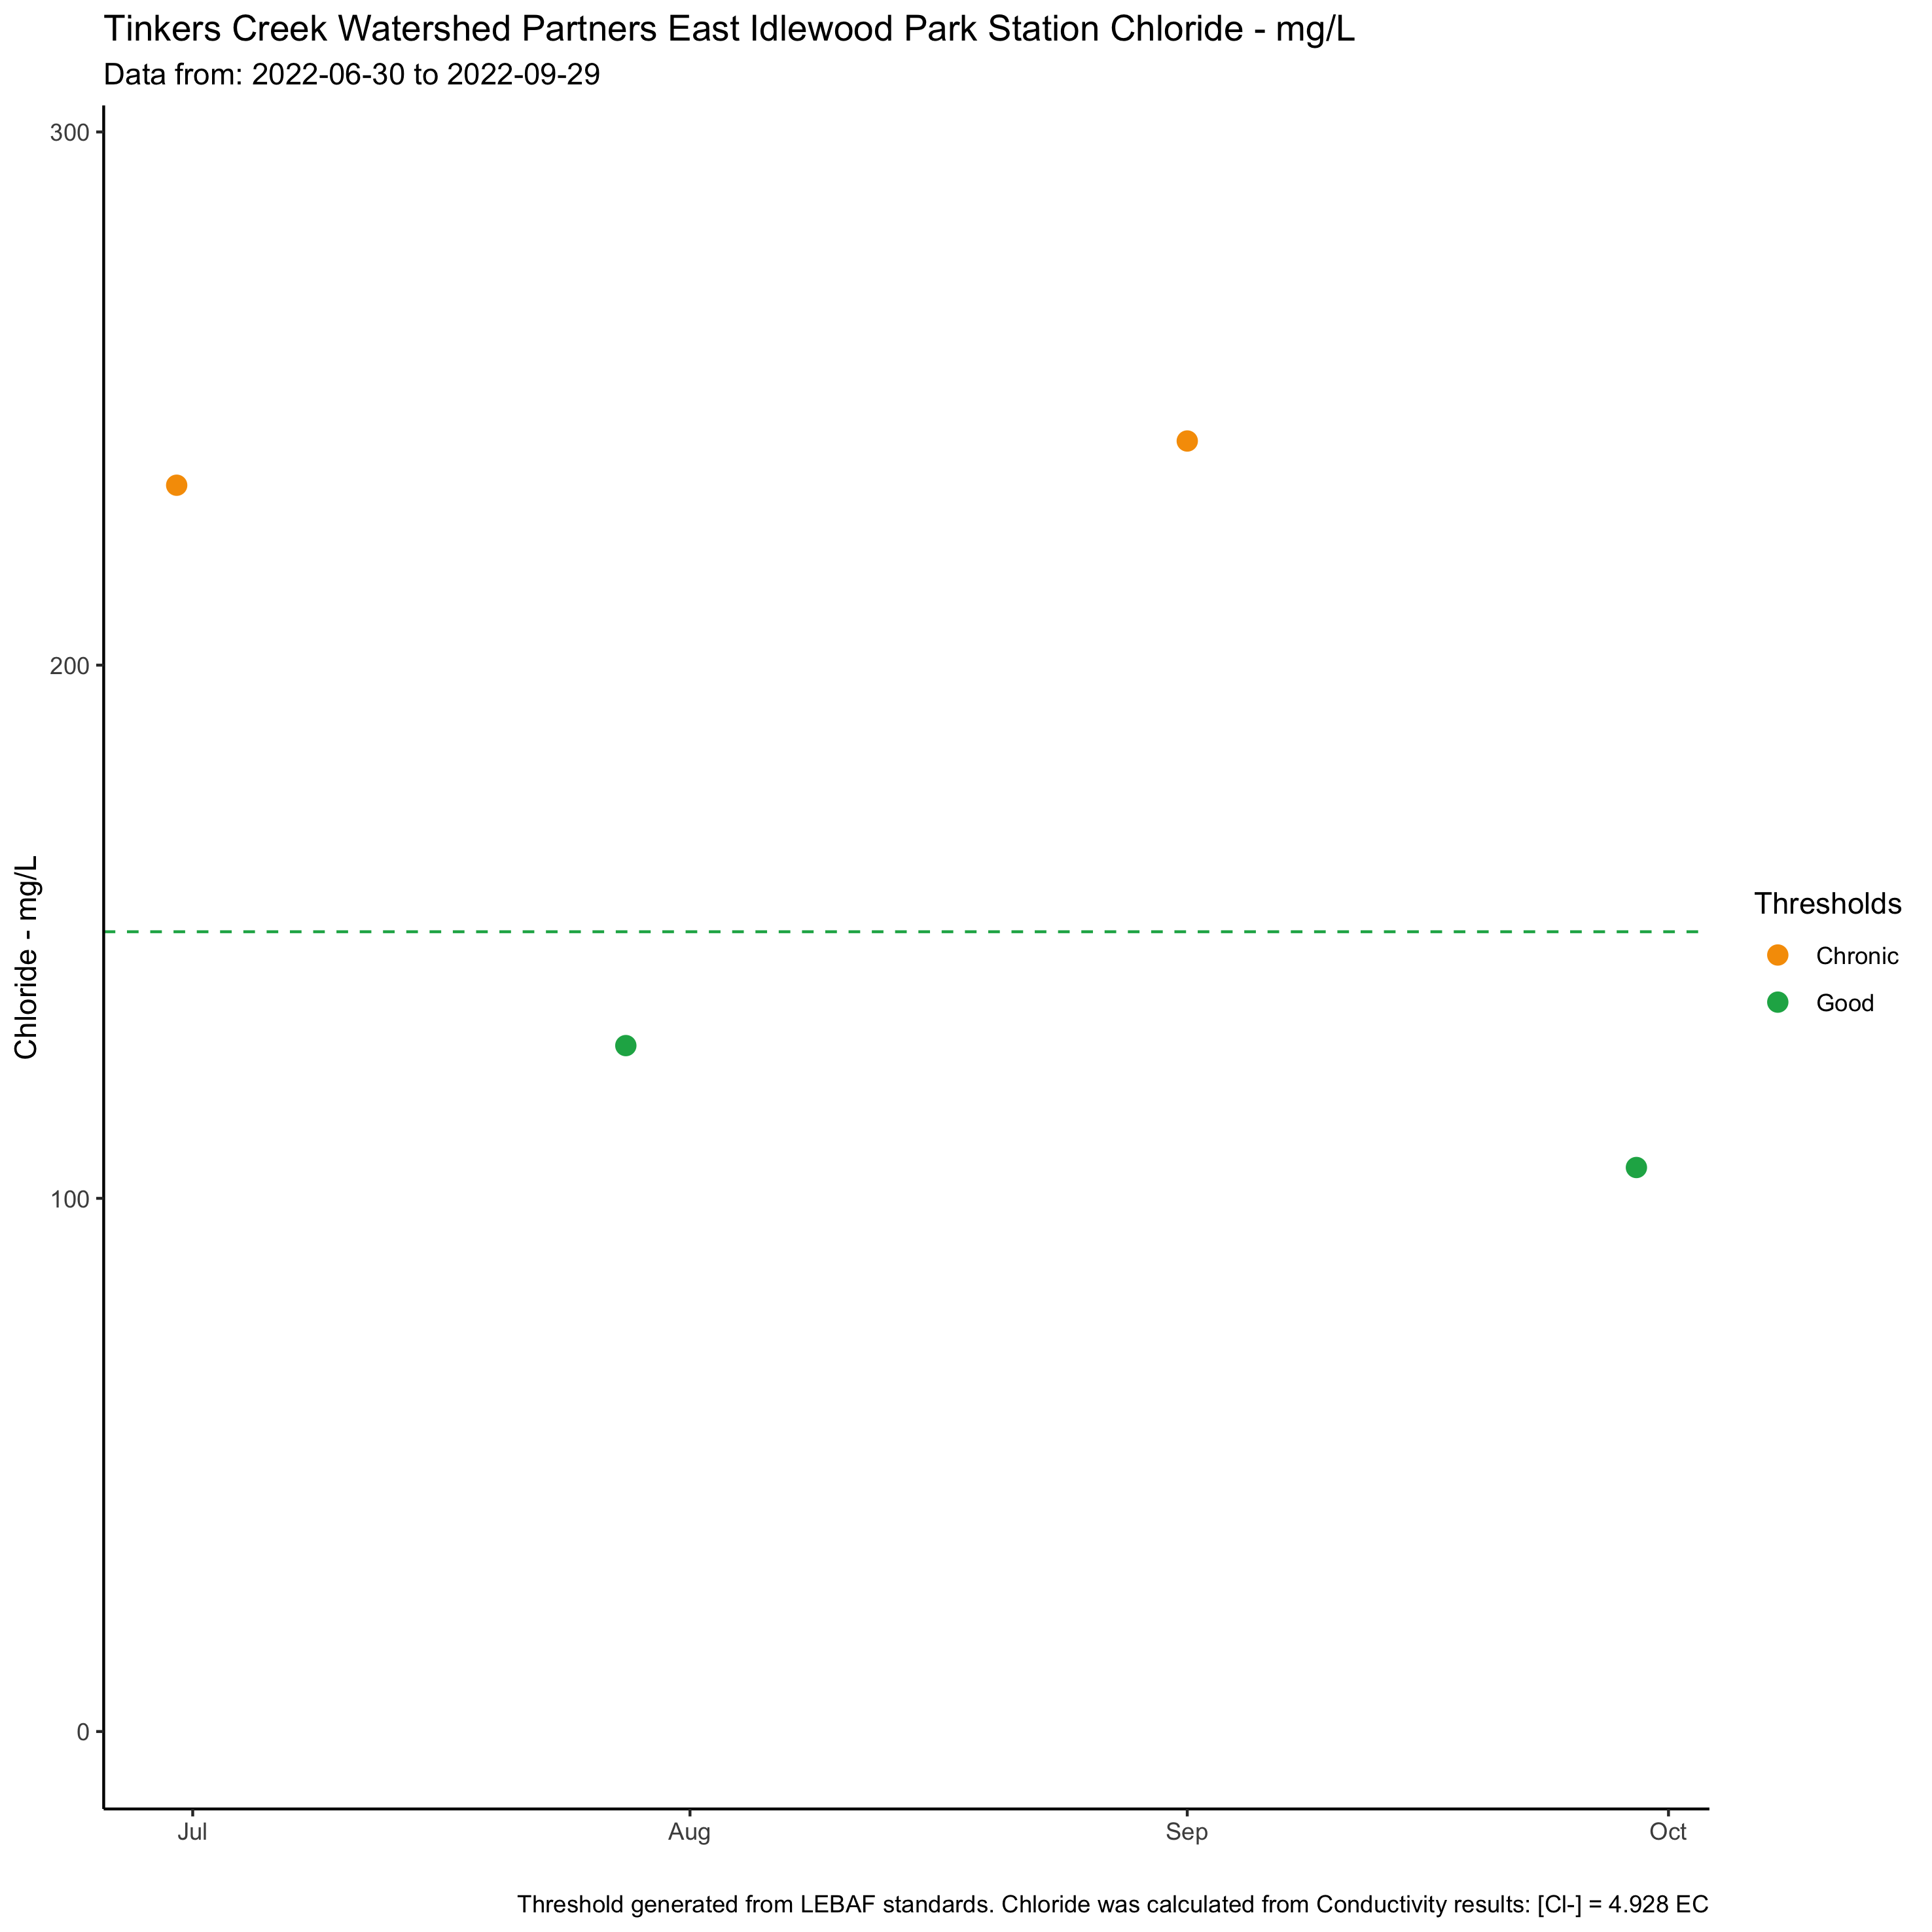 Tinkers Creek Watershed Partners East Idlewood Park Station Chloride - mg/L
Data from: 2022-06-30 to 2022-09-29
300
200
100
0
Chloride - mg/L
Jul
Aug
Sep
Oct
Thresholds
Chronic
Good
Threshold generated from LEBAF standards. Chloride was calculated from Conductivity results: [Cl-] = 4.928 EC